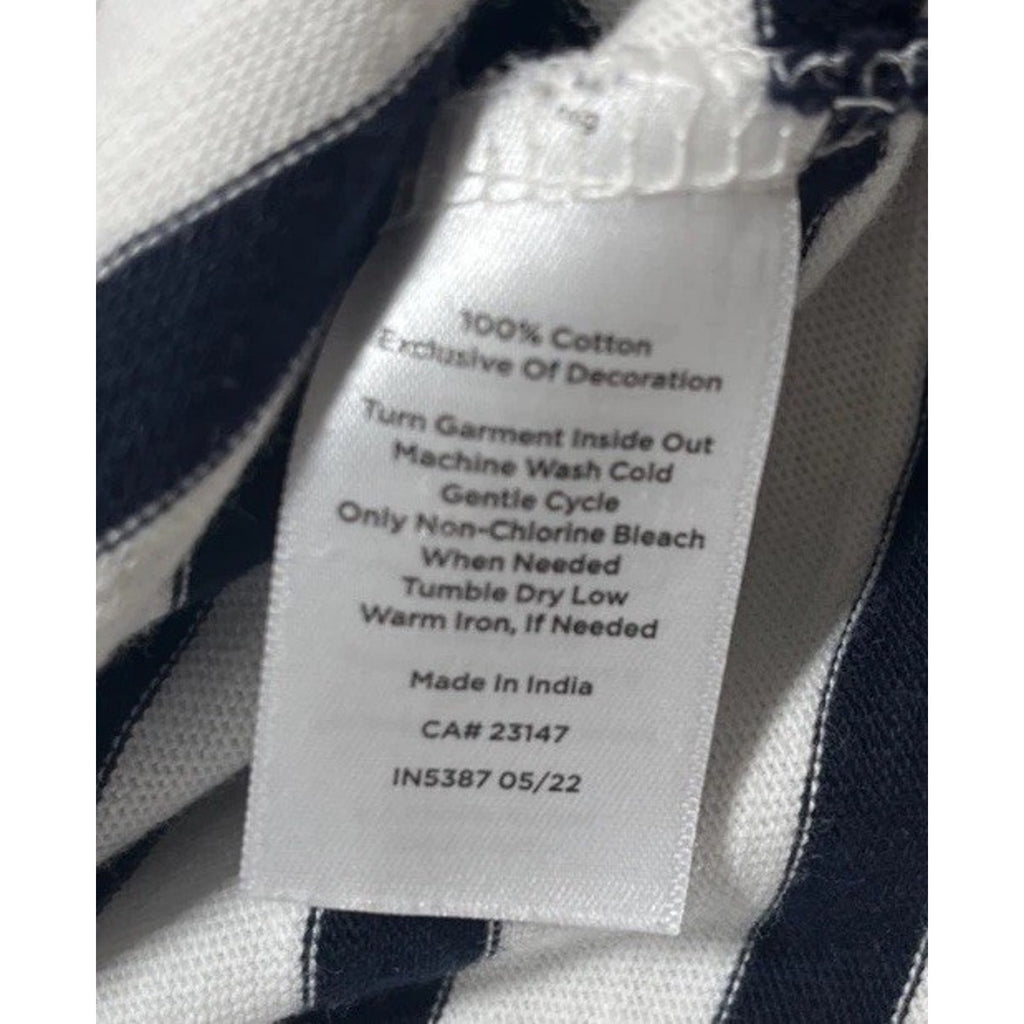 100% Cotton
Exclusive Of Decoration
Turn Garment Inside Out
Machine Wash Cold
Gentle Cycle
Only Non-Chlorine Bleach
When Needed
Tumble Dry Low
Warm Iron, If Needed
Made In India
CA# 23147
IN5387 05/22